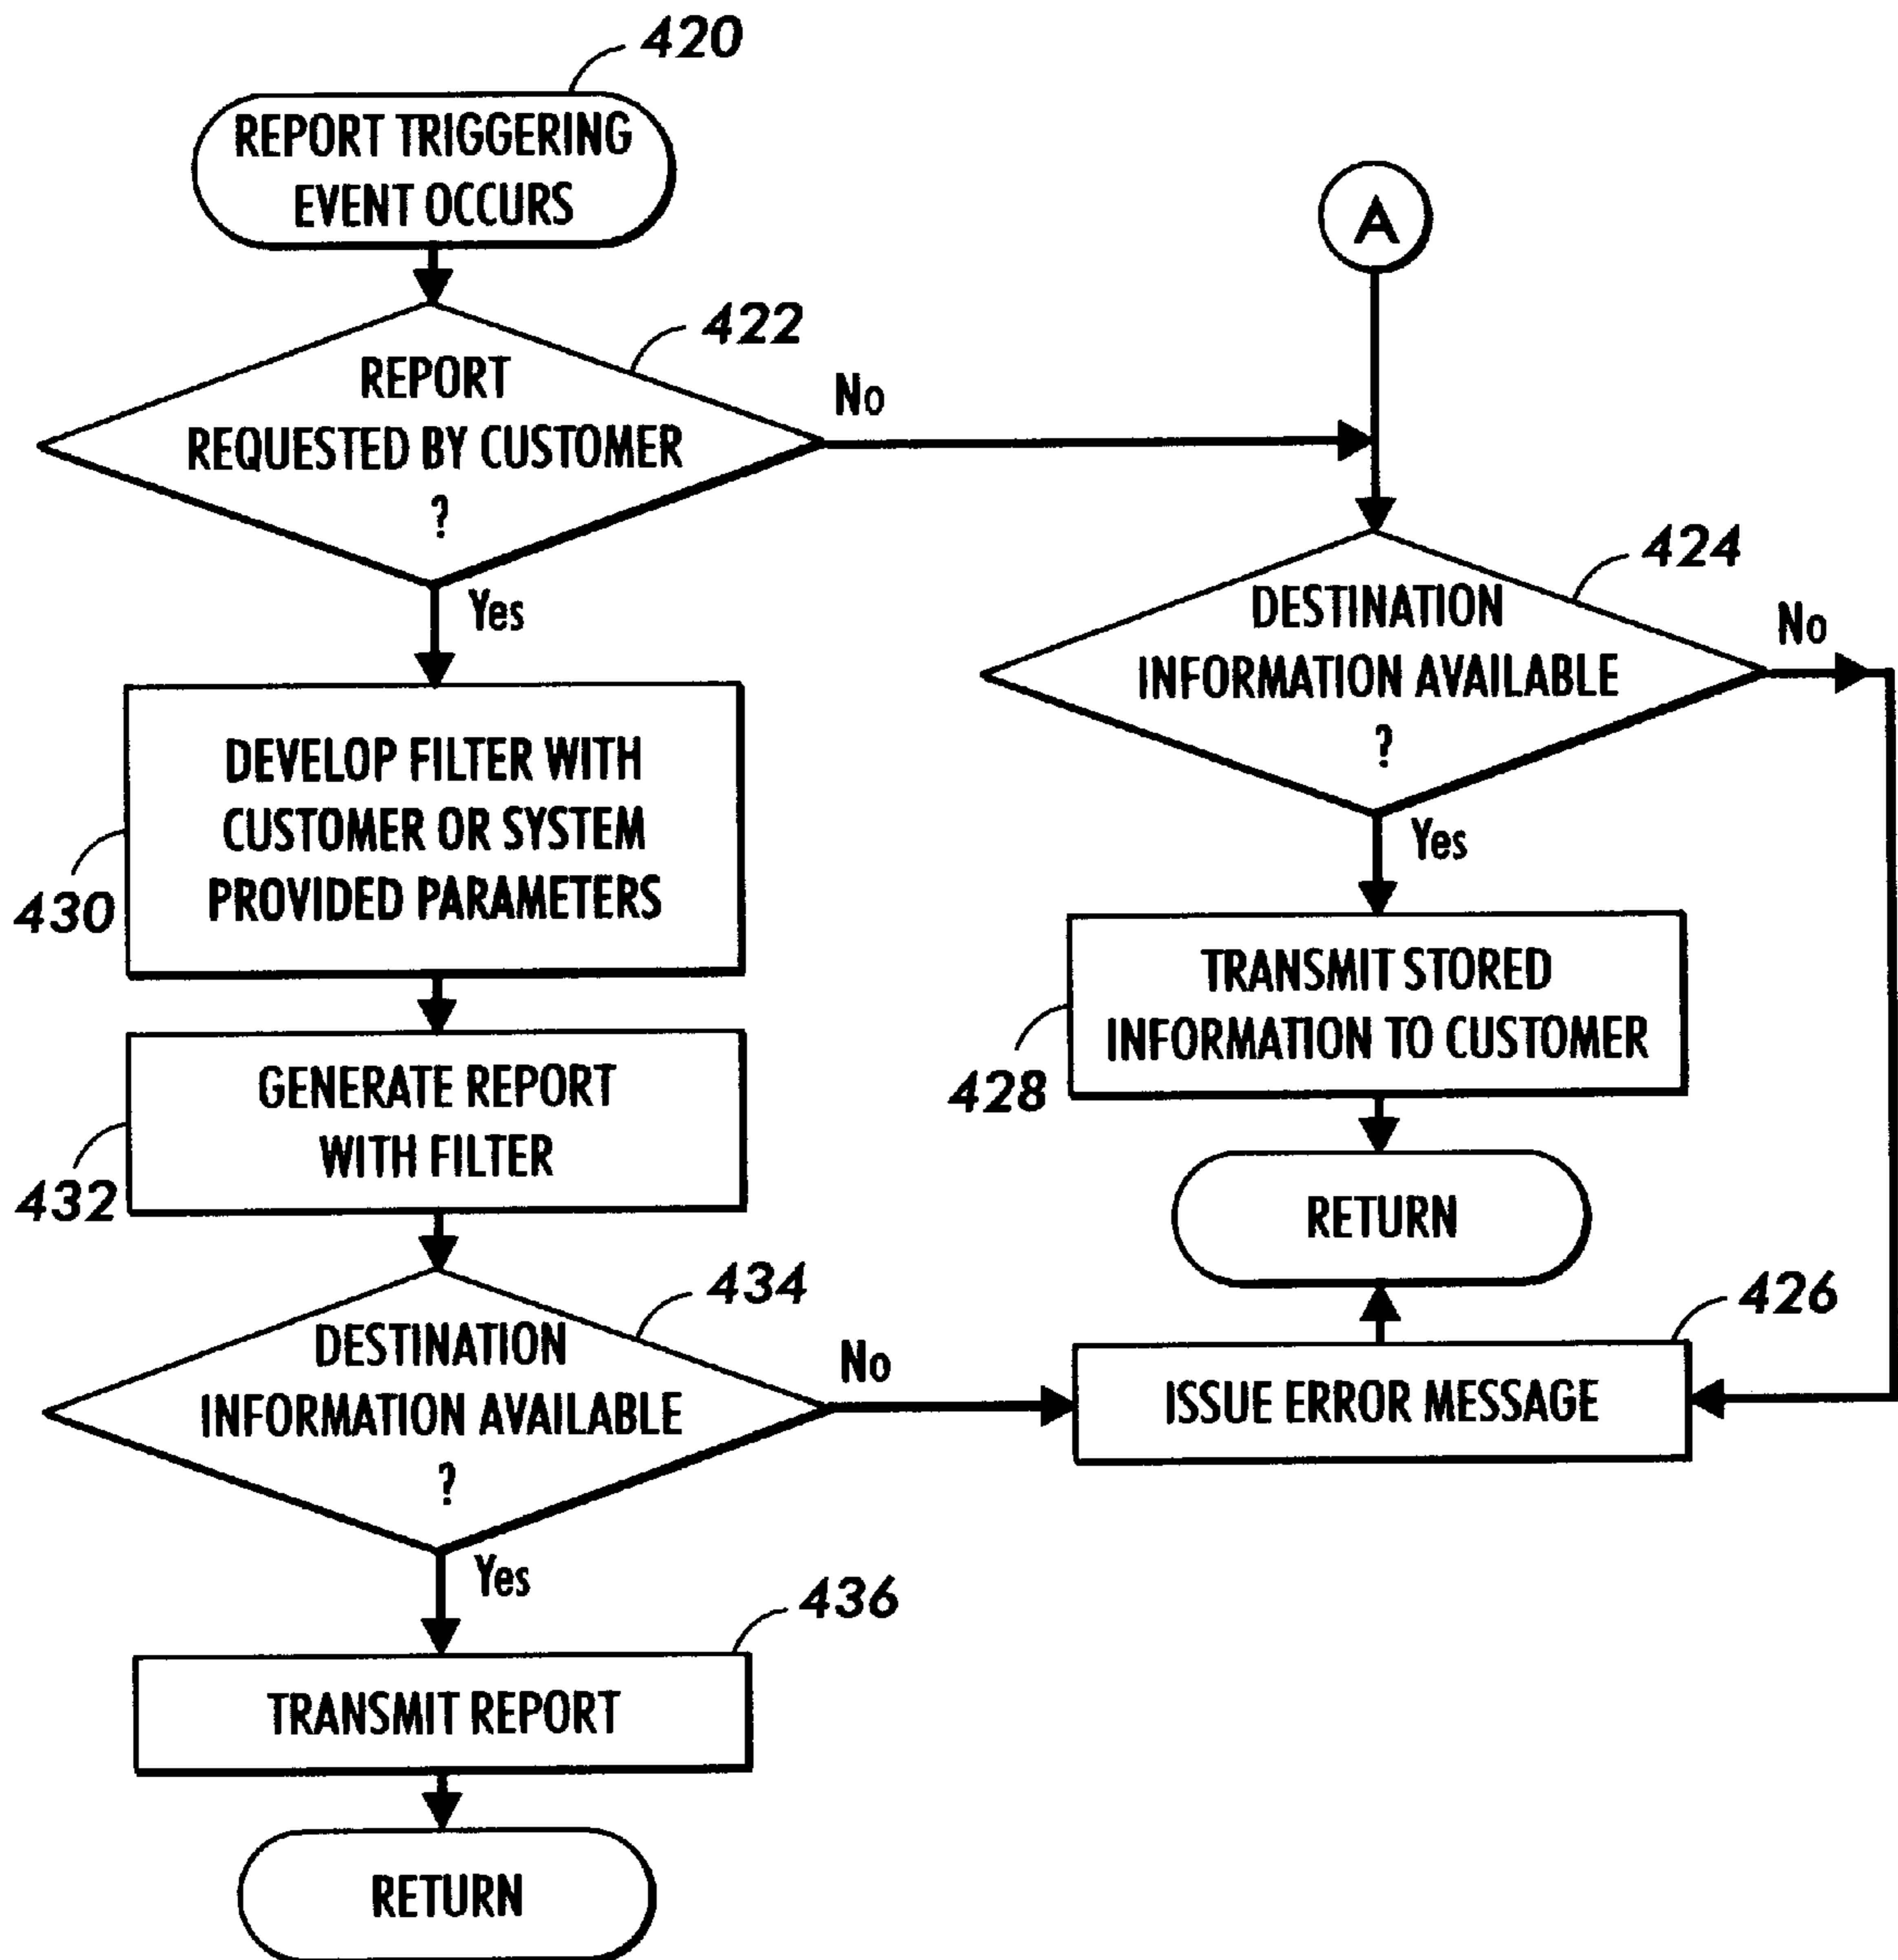 420
REPORT TRIGGERING
EVENT OCCURS
A
422
REPORT
REQUESTED BY CUSTOMER
?
No
Yes
424
DESTINATION
INFORMATION AVAILABLE
?
No
Yes
DEVELOP FILTER WITH
CUSTOMER OR SYSTEM
PROVIDED PARAMETERS
430
TRANSMIT STORED
INFORMATION TO CUSTOMER
428
GENERATE REPORT
WITH FILTER
432
RETURN
434
DESTINATION
INFORMATION AVAILABLE
?
No
Yes
426
ISSUE ERROR MESSAGE
436
TRANSMIT REPORT
RETURN